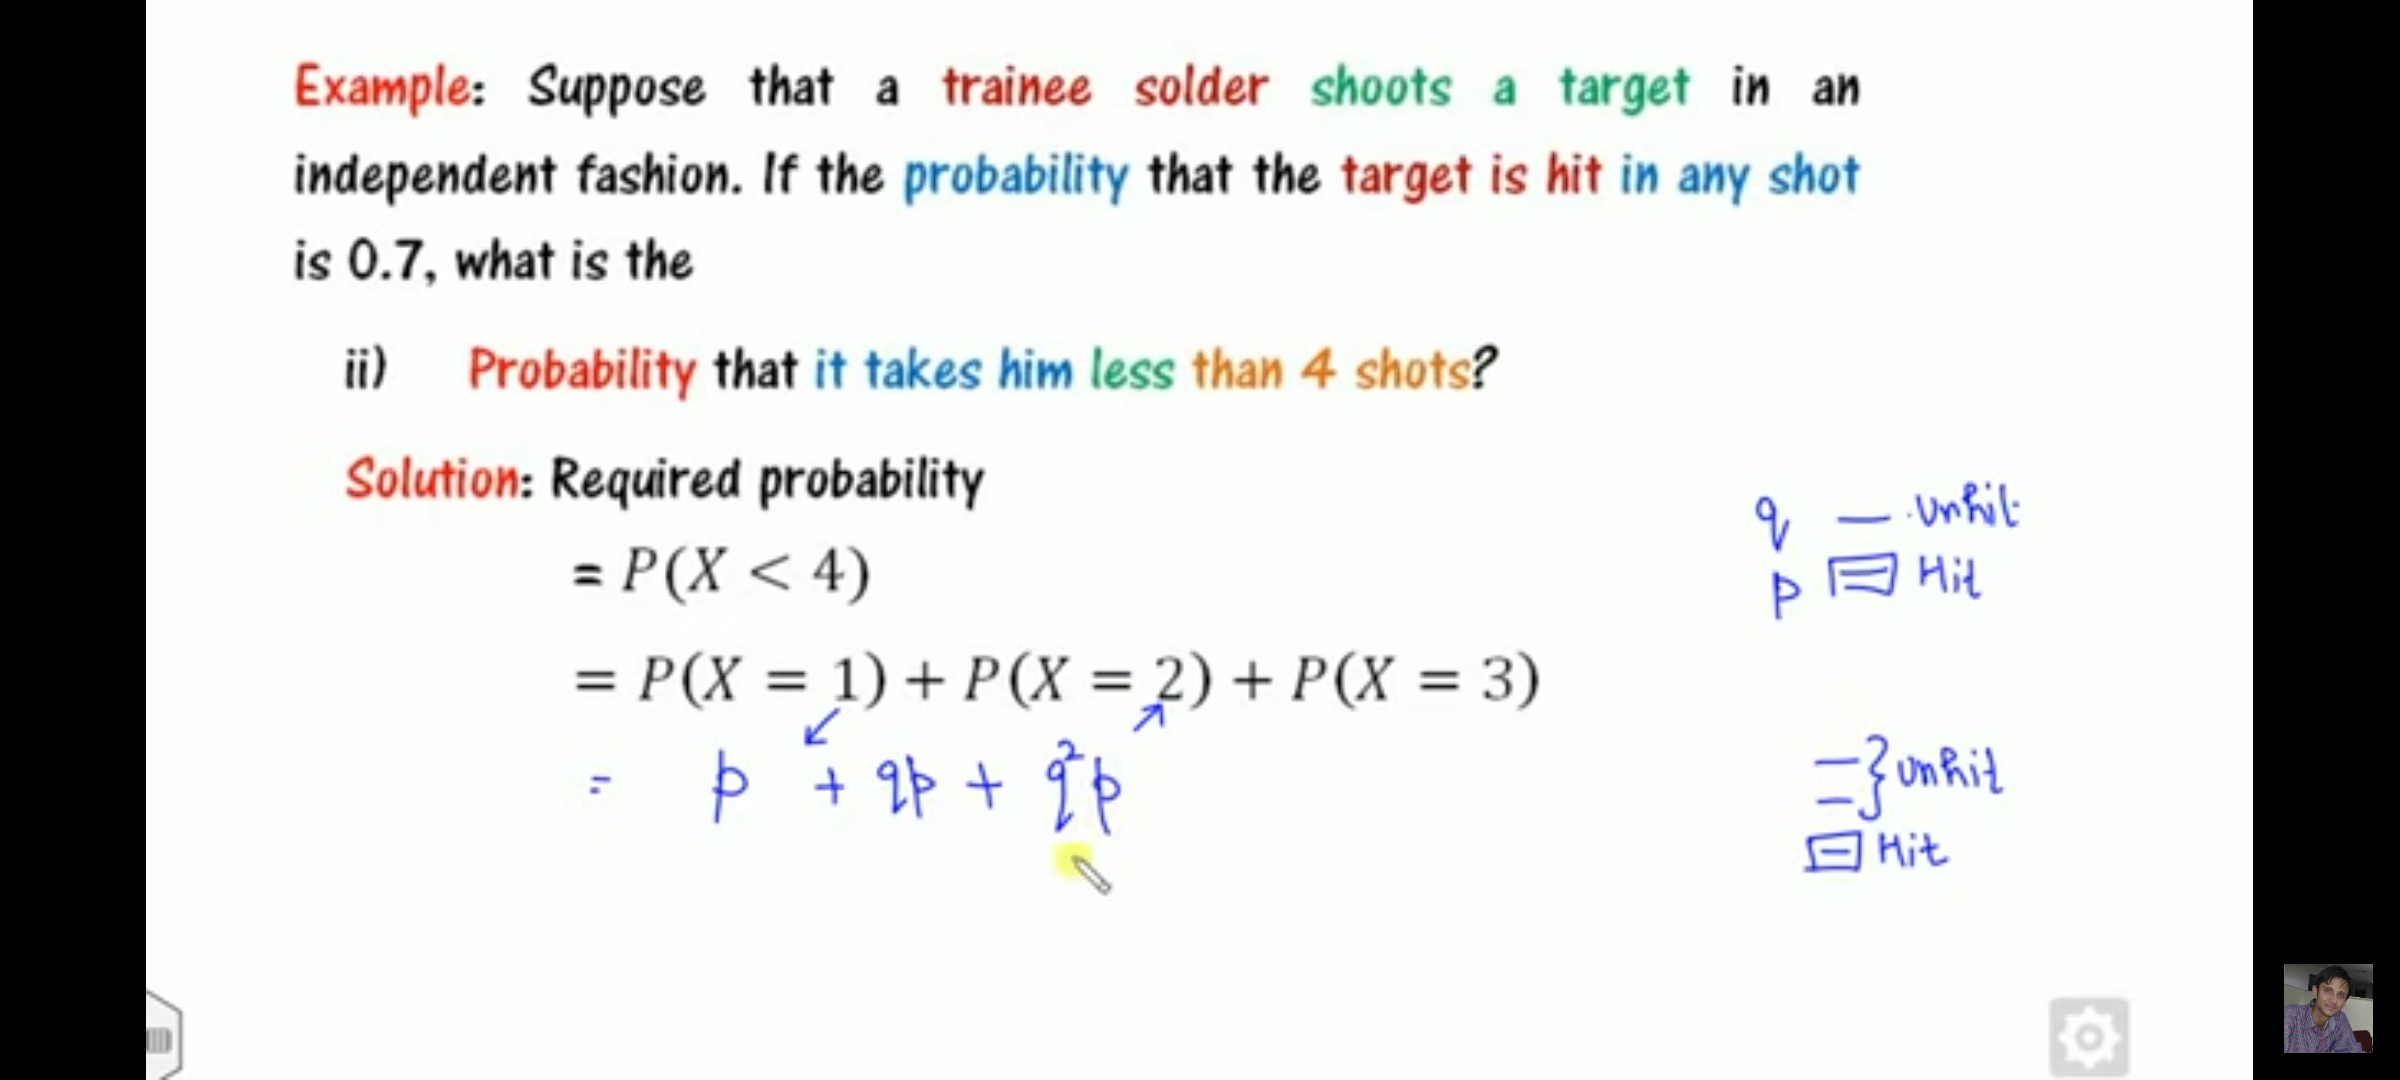 Example: Suppose that a trainee solder shoots a target in an
independent fashion. If the probability that the target is hit in any shot
is 0.7, what is the
ii) Probability that it takes him less than 4 shots?
Solution: Required probability
= P(X < 4)
= P(X = 1) + P(X = 2) + P(X = 3)
= p + qp + q²p
q — unhit
p Hit
unhit
Hit